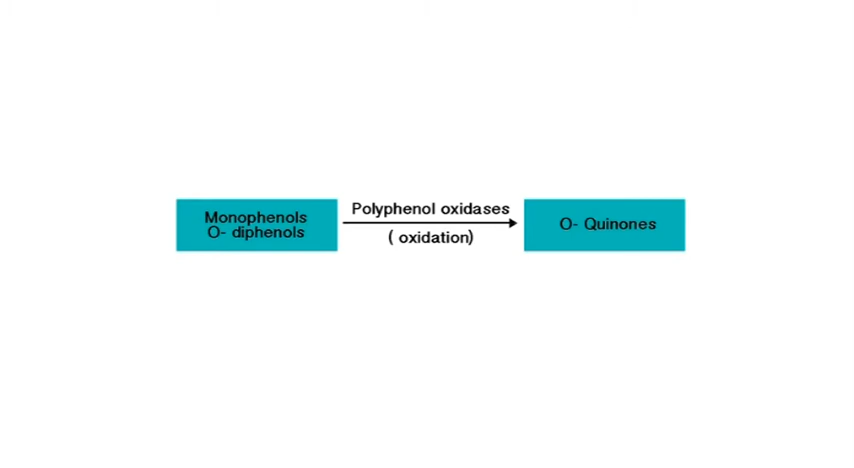 Monophenols
O- diphenols
Polyphenol oxidases
( oxidation)
O- Quinones